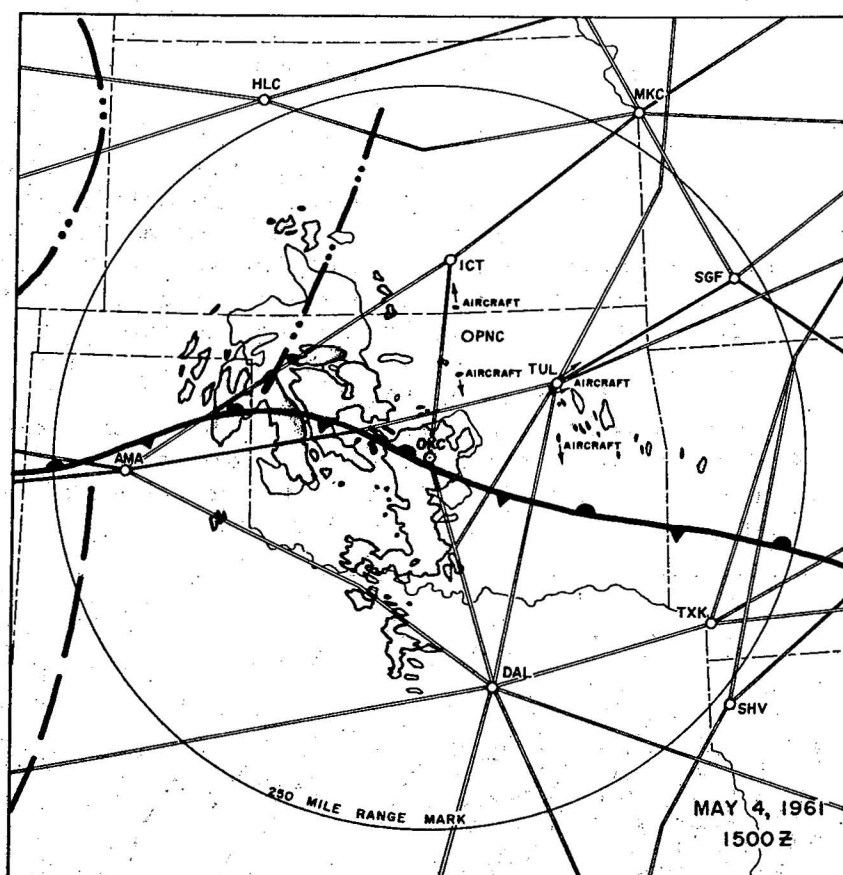 HLC
MKC
ICT
SGF
AIRCRAFT
OPNC
TUL
AIRCRAFT
AIRCRAFT
OKC
AIRCRAFT
AMA
TXK
DAL
SHV
250 MILE RANGE MARK
MAY 4, 1961
1500Z